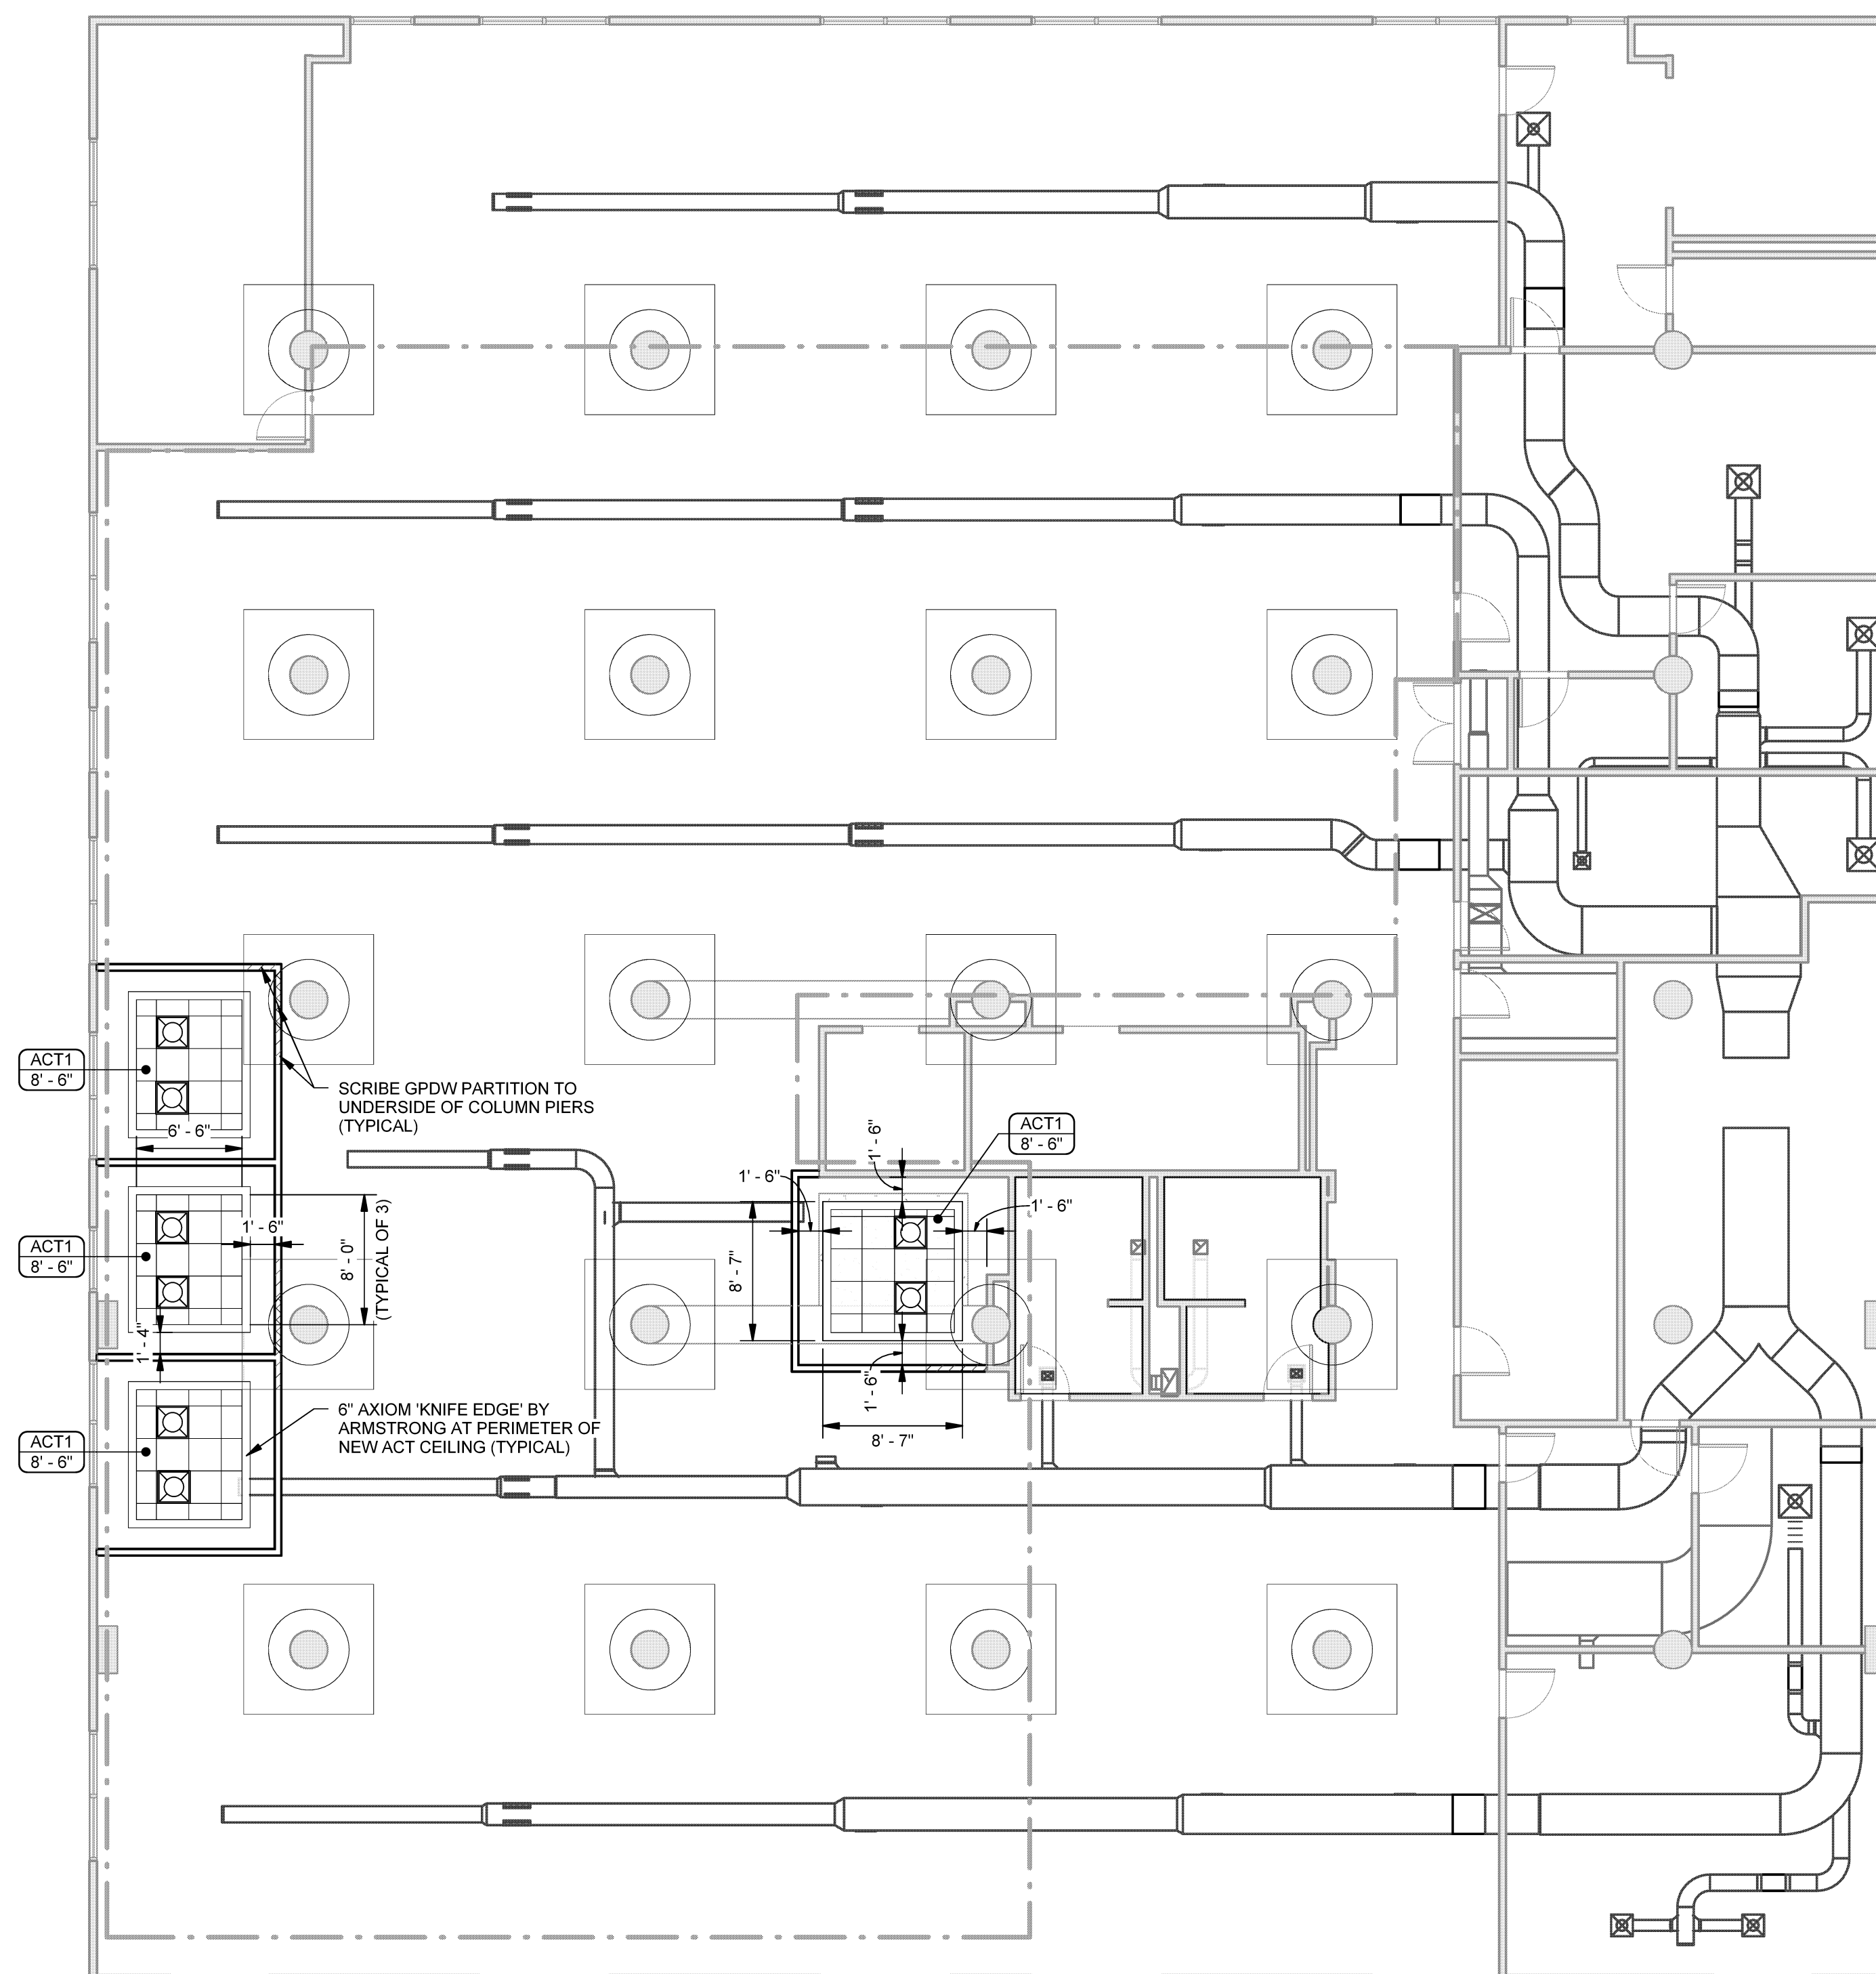 ACT1
8' - 6"
SCRIBE GPDW PARTITION TO
UNDERSIDE OF COLUMN PIERS
(TYPICAL)
6' - 6"
ACT1
8' - 6"
1' - 6"
1' - 6"
1' - 6"
8' - 7"
1' - 6"
8' - 7"
ACT1
8' - 6"
1' - 6"
8' - 0"
(TYPICAL OF 3)
1' - 4"
ACT1
8' - 6"
6" AXIOM 'KNIFE EDGE' BY
ARMSTRONG AT PERIMETER OF
NEW ACT CEILING (TYPICAL)